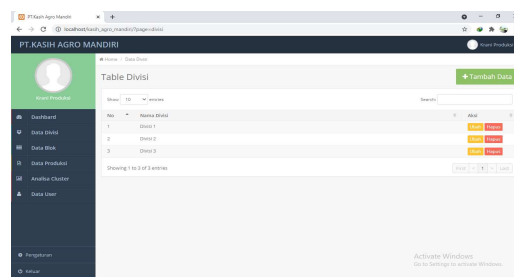 PT.Kasih Agro Mandiri
localhost/kasih_agro_mandiri/?page=divisi
PT.KASIH AGRO MANDIRI
Krani Produksi
Home / Data Divisi
Krani Produksi
Table Divisi
+ Tambah Data
Show 10 entries
Search:
No Nama Divisi Aksi
1 Divisi 1 Ubah Hapus
2 Divisi 2 Ubah Hapus
3 Divisi 3 Ubah Hapus
Showing 1 to 3 of 3 entries
First < 1 > Last
Dashbard
Data Divisi
Data Blok
Data Produksi
Analisa Cluster
Data User
Pengaturan
Keluar
Activate Windows
Go to Settings to activate Windows.